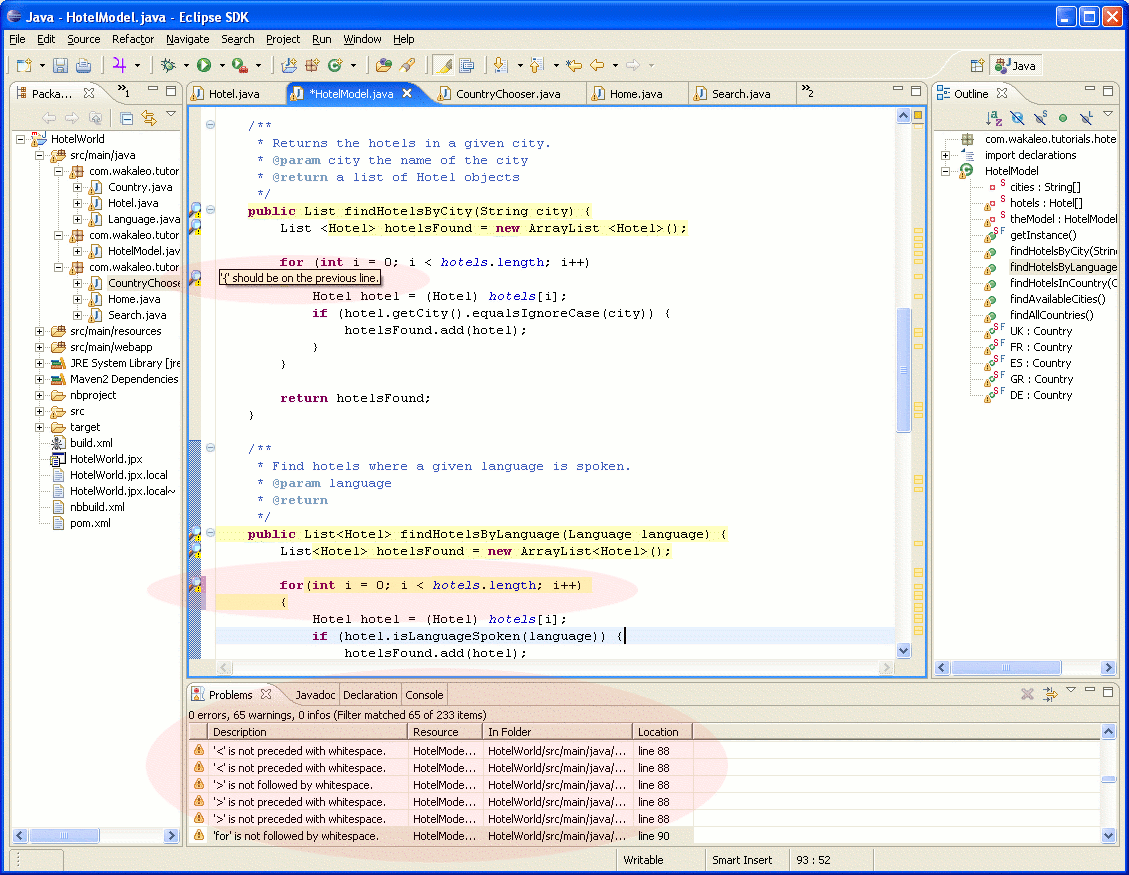 Java - HotelModel.java - Eclipse SDK
File Edit Source Refactor Navigate Search Project Run Window Help
Java
Packa... »1
HotelWorld
src/main/java
com.wakaleo.tutor
Country.java
Hotel.java
Language.java
com.wakaleo.tutor
HotelModel.jav
com.wakaleo.tutor
CountryChoose
Home.java
Search.java
src/main/resources
src/main/webapp
JRE System Library [jre
Maven2 Dependencies
nbproject
src
target
build.xml
HotelWorld.jpx
HotelWorld.jpx.local
HotelWorld.jpx.local~
nbbuild.xml
pom.xml
Hotel.java *HotelModel.java CountryChooser.java Home.java Search.java »2
/**
* Returns the hotels in a given city.
* @param city the name of the city
* @return a list of Hotel objects
*/
public List findHotelsByCity(String city) {
List <Hotel> hotelsFound = new ArrayList <Hotel>();
for (int i = 0; i < hotels.length; i++)
'{' should be on the previous line.
Hotel hotel = (Hotel) hotels[i];
if (hotel.getCity().equalsIgnoreCase(city)) {
hotelsFound.add(hotel);
}
}
return hotelsFound;
}
/**
* Find hotels where a given language is spoken.
* @param language
* @return
*/
public List<Hotel> findHotelsByLanguage(Language language) {
List<Hotel> hotelsFound = new ArrayList<Hotel>();
for(int i = 0; i < hotels.length; i++)
{
Hotel hotel = (Hotel) hotels[i];
if (hotel.isLanguageSpoken(language)) {
hotelsFound.add(hotel);
Outline
com.wakaleo.tutorials.hote
import declarations
HotelModel
cities : String[]
hotels : Hotel[]
theModel : HotelModel
getInstance()
findHotelsByCity(Strin
findHotelsByLanguage
findHotelsInCountry(C
findAvailableCities()
findAllCountries()
UK : Country
FR : Country
ES : Country
GR : Country
DE : Country
Problems Javadoc Declaration Console
0 errors, 65 warnings, 0 infos (Filter matched 65 of 233 items)
Description Resource In Folder Location
'<' is not preceded with whitespace. HotelMode... HotelWorld/src/main/java/... line 88
'<' is not preceded with whitespace. HotelMode... HotelWorld/src/main/java/... line 88
'>' is not followed by whitespace. HotelMode... HotelWorld/src/main/java/... line 88
'>' is not preceded with whitespace. HotelMode... HotelWorld/src/main/java/... line 88
'>' is not preceded with whitespace. HotelMode... HotelWorld/src/main/java/... line 88
'for' is not followed by whitespace. HotelMode... HotelWorld/src/main/java/... line 90
Writable Smart Insert 93 : 52